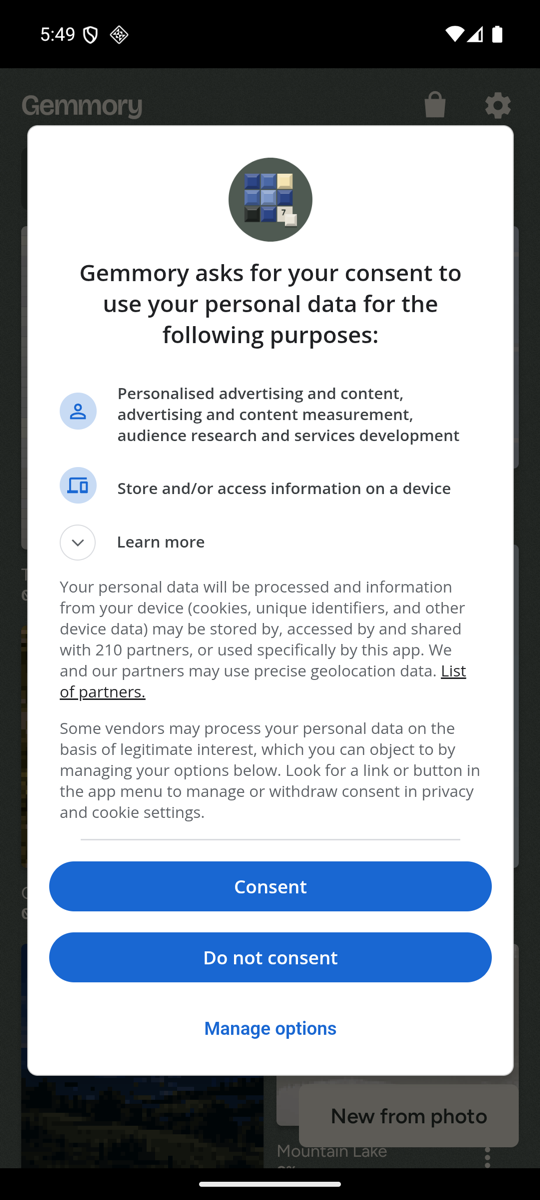 5:49
Gemmory
7
Gemmory asks for your consent to
use your personal data for the
following purposes:
Personalised advertising and content,
advertising and content measurement,
audience research and services development
Store and/or access information on a device
Learn more
Your personal data will be processed and information
from your device (cookies, unique identifiers, and other
device data) may be stored by, accessed by and shared
with 210 partners, or used specifically by this app. We
and our partners may use precise geolocation data. List
of partners.
Some vendors may process your personal data on the
basis of legitimate interest, which you can object to by
managing your options below. Look for a link or button in
the app menu to manage or withdraw consent in privacy
and cookie settings.
Consent
Do not consent
Manage options
New from photo
Mountain Lake